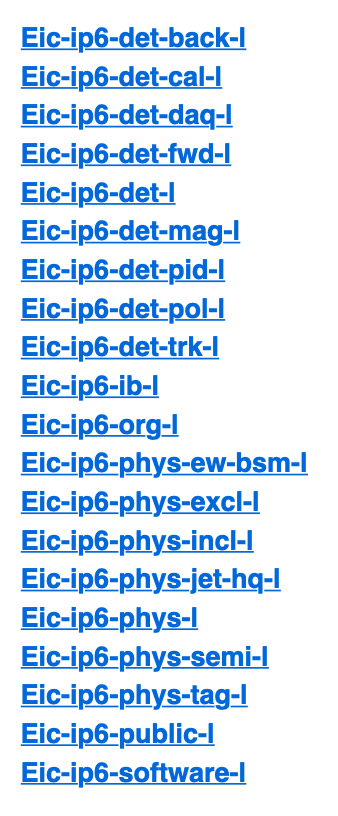 Eic-ip6-det-back-l
Eic-ip6-det-cal-l
Eic-ip6-det-daq-l
Eic-ip6-det-fwd-l
Eic-ip6-det-l
Eic-ip6-det-mag-l
Eic-ip6-det-pid-l
Eic-ip6-det-pol-l
Eic-ip6-det-trk-l
Eic-ip6-ib-l
Eic-ip6-org-l
Eic-ip6-phys-ew-bsm-l
Eic-ip6-phys-excl-l
Eic-ip6-phys-incl-l
Eic-ip6-phys-jet-hq-l
Eic-ip6-phys-l
Eic-ip6-phys-semi-l
Eic-ip6-phys-tag-l
Eic-ip6-public-l
Eic-ip6-software-l